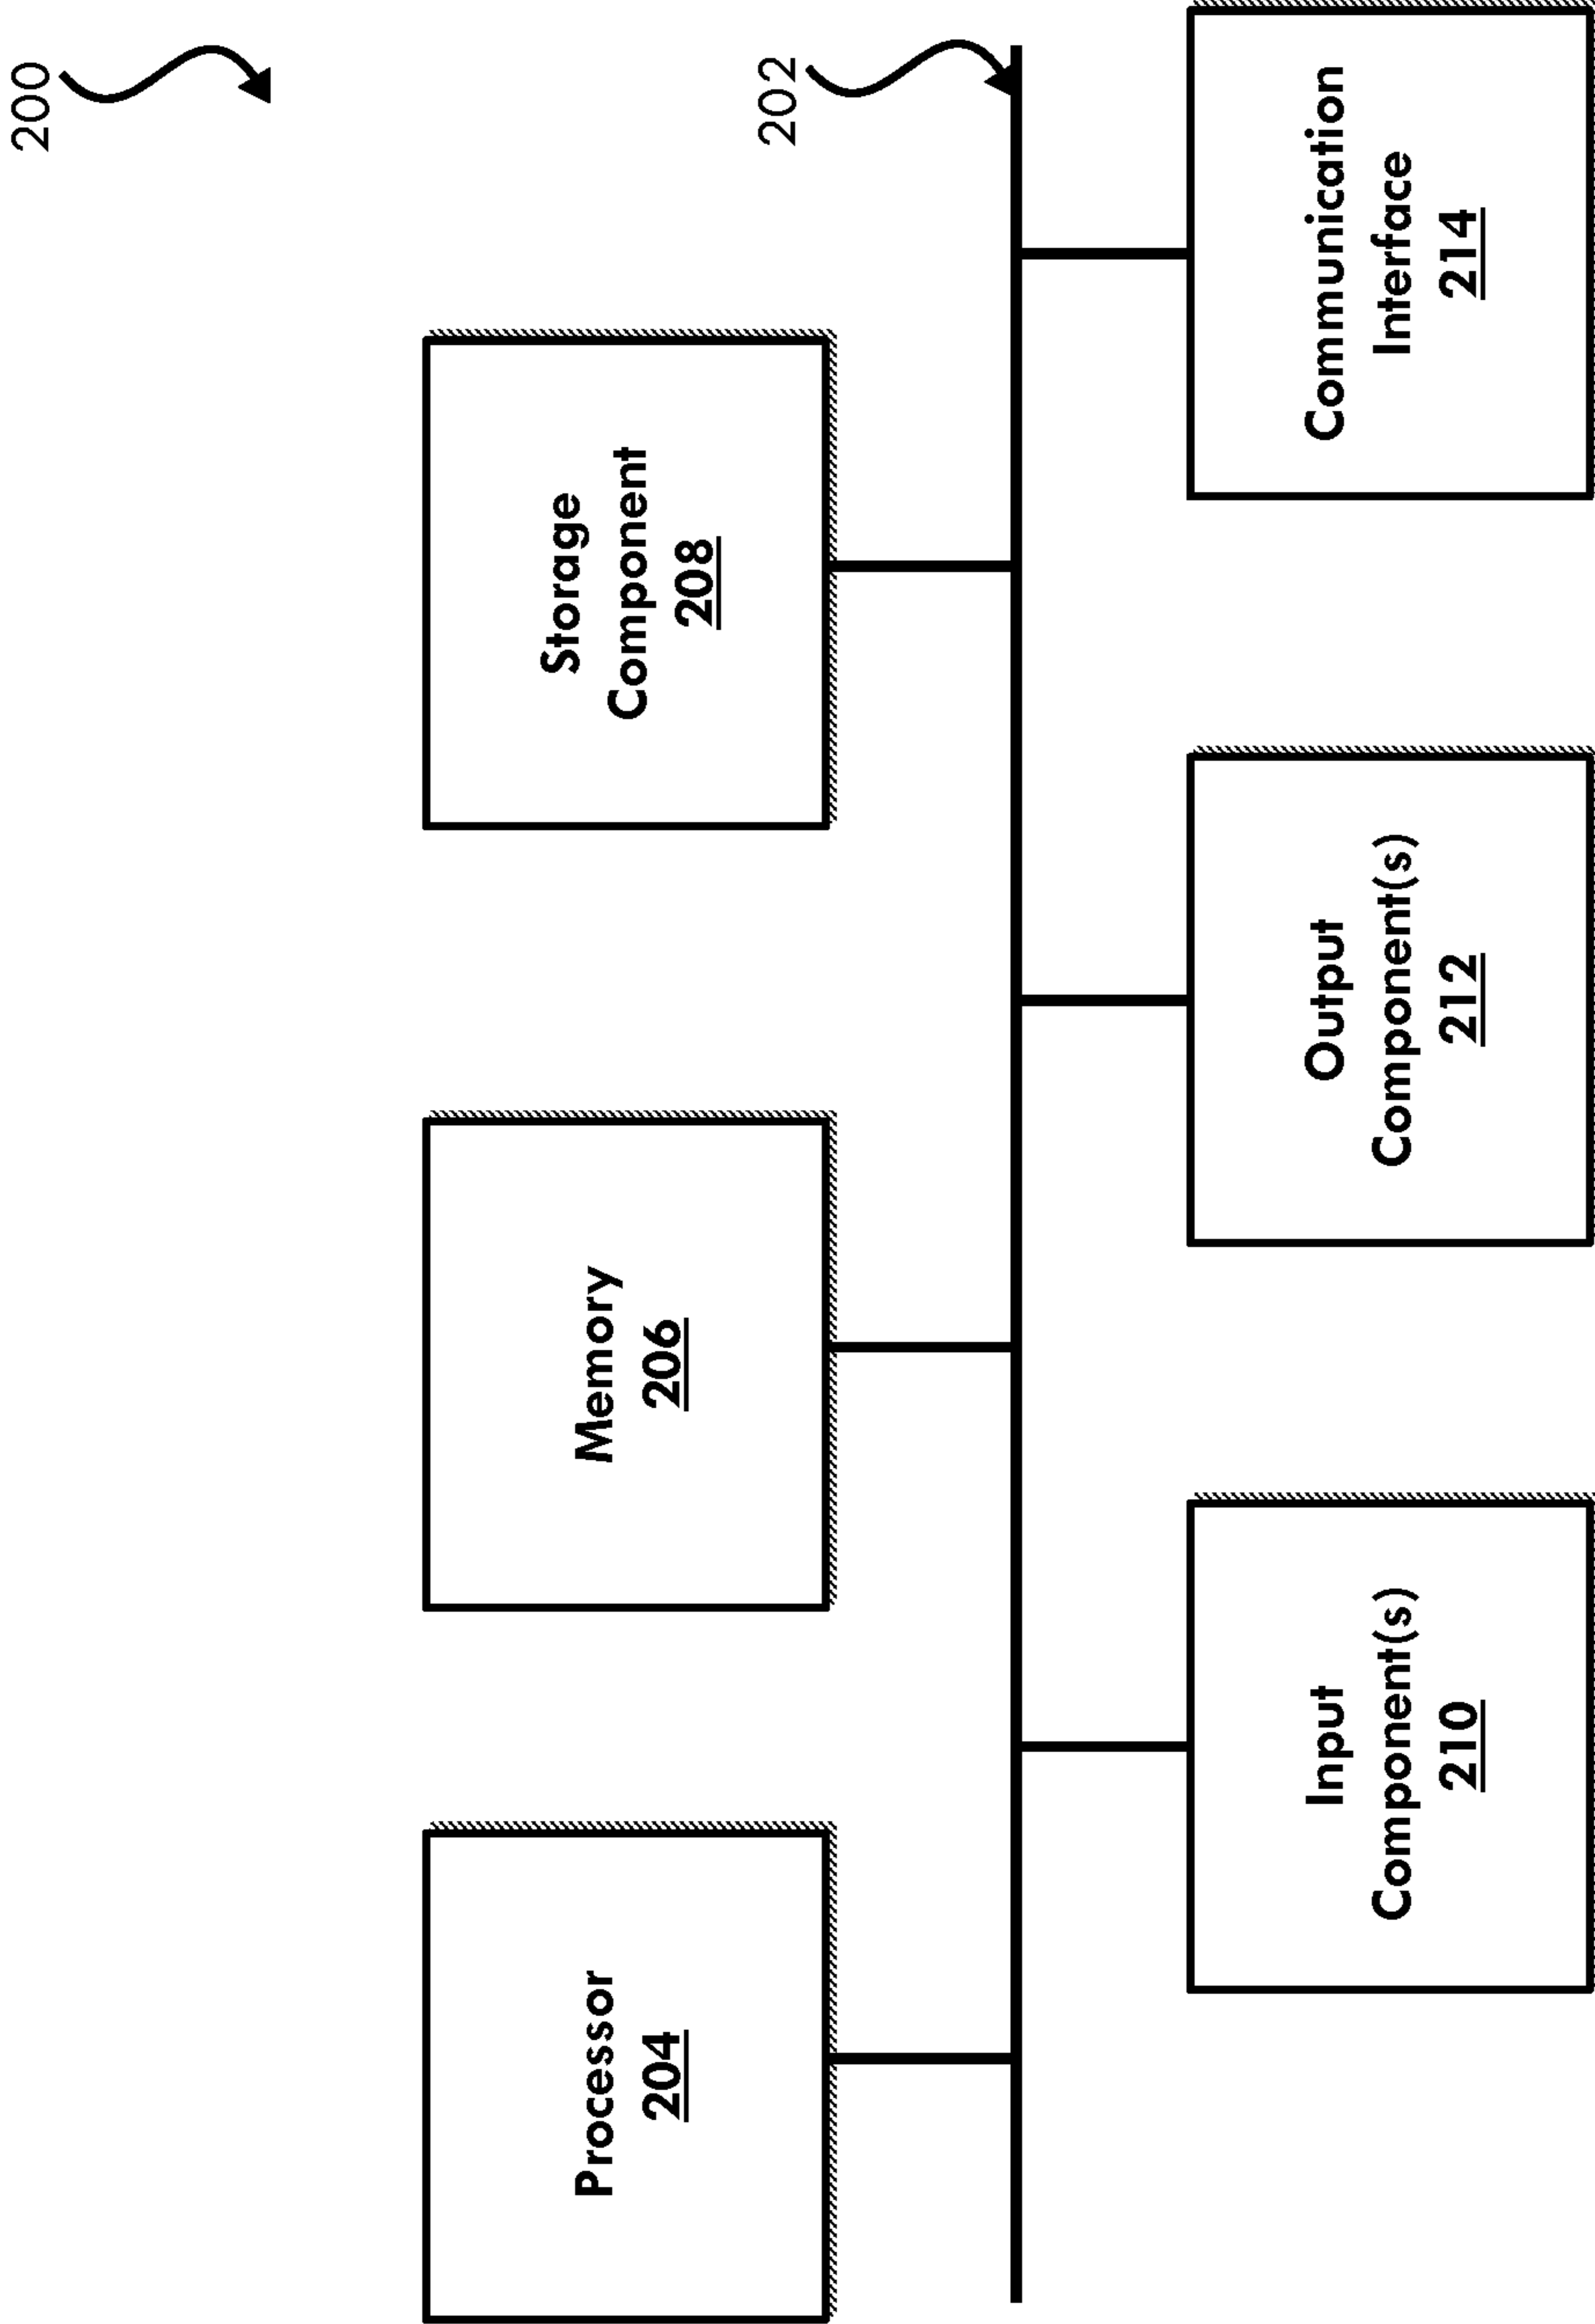 200
Processor
204
Memory
206
Storage
Component
208
202
Input
Component(s)
210
Output
Component(s)
212
Communication
Interface
214